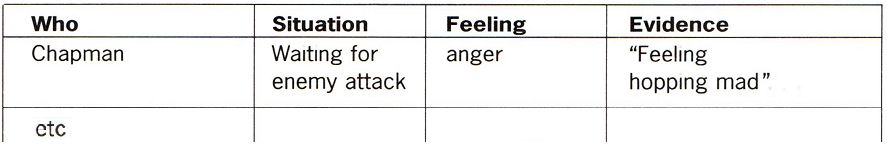 Who Situation Feeling Evidence
Chapman Waiting for anger “Feeling
enemy attack hopping mad”
etc